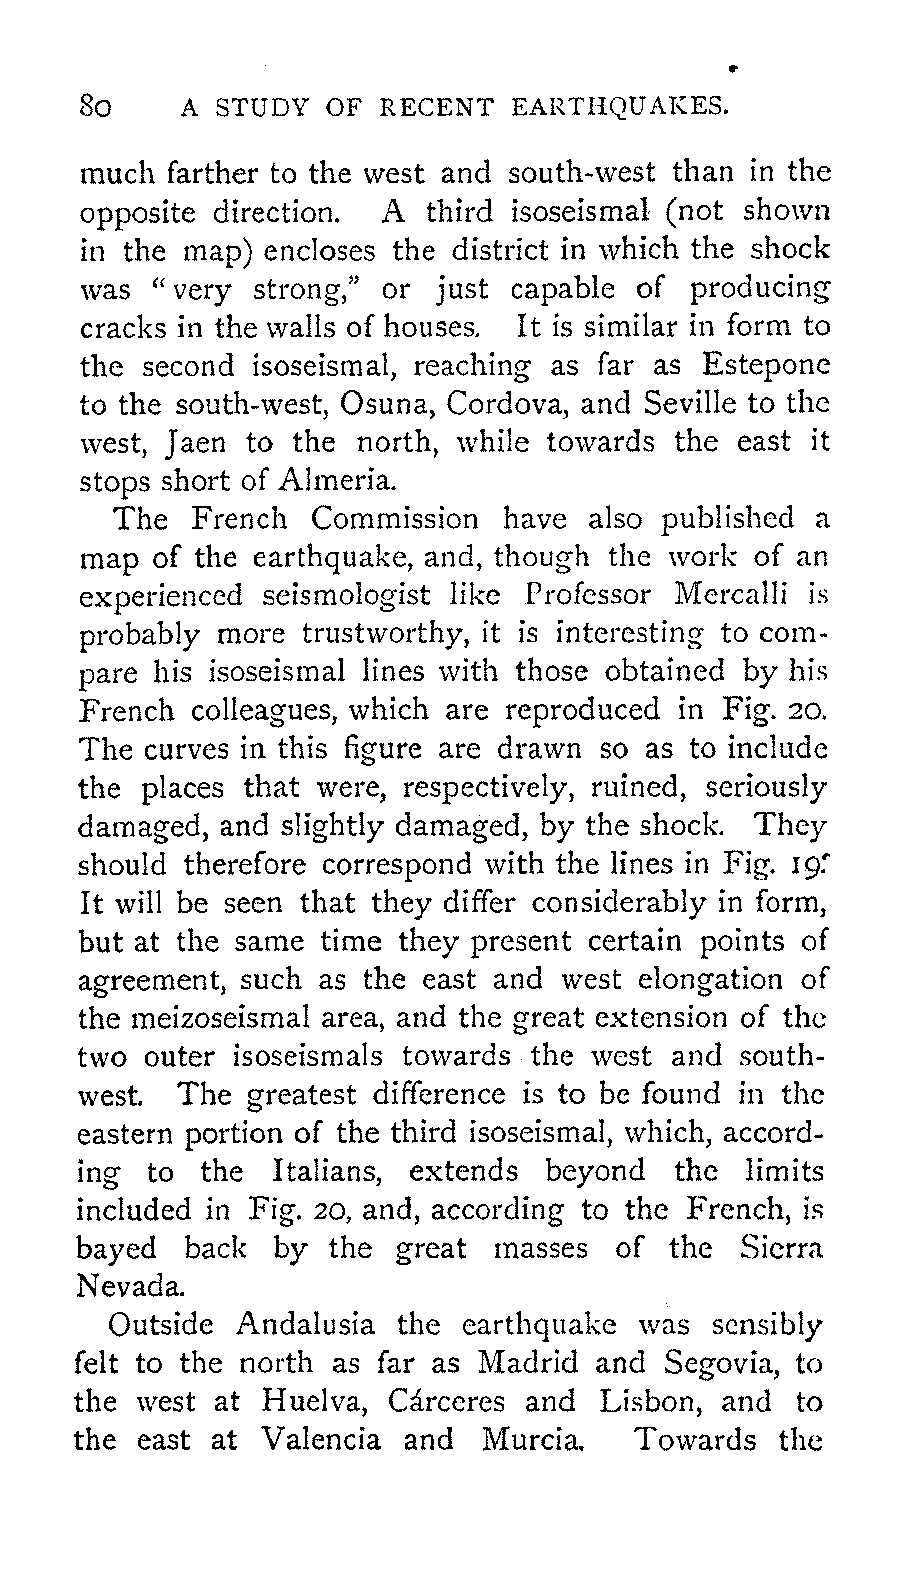 80 A STUDY OF RECENT EARTHQUAKES.
much farther to the west and south-west than in the
opposite direction. A third isoseismal (not shown
in the map) encloses the district in which the shock
was “very strong,” or just capable of producing
cracks in the walls of houses. It is similar in form to
the second isoseismal, reaching as far as Estepone
to the south-west, Osuna, Cordova, and Seville to the
west, Jaen to the north, while towards the east it
stops short of Almeria.
The French Commission have also published a
map of the earthquake, and, though the work of an
experienced seismologist like Professor Mercalli is
probably more trustworthy, it is interesting to com-
pare his isoseismal lines with those obtained by his
French colleagues, which are reproduced in Fig. 20.
The curves in this figure are drawn so as to include
the places that were, respectively, ruined, seriously
damaged, and slightly damaged, by the shock. They
should therefore correspond with the lines in Fig. 19.
It will be seen that they differ considerably in form,
but at the same time they present certain points of
agreement, such as the east and west elongation of
the meizoseismal area, and the great extension of the
two outer isoseismals towards the west and south-
west. The greatest difference is to be found in the
eastern portion of the third isoseismal, which, accord-
ing to the Italians, extends beyond the limits
included in Fig. 20, and, according to the French, is
bayed back by the great masses of the Sierra
Nevada.
Outside Andalusia the earthquake was sensibly
felt to the north as far as Madrid and Segovia, to
the west at Huelva, Cárceres and Lisbon, and to
the east at Valencia and Murcia. Towards the